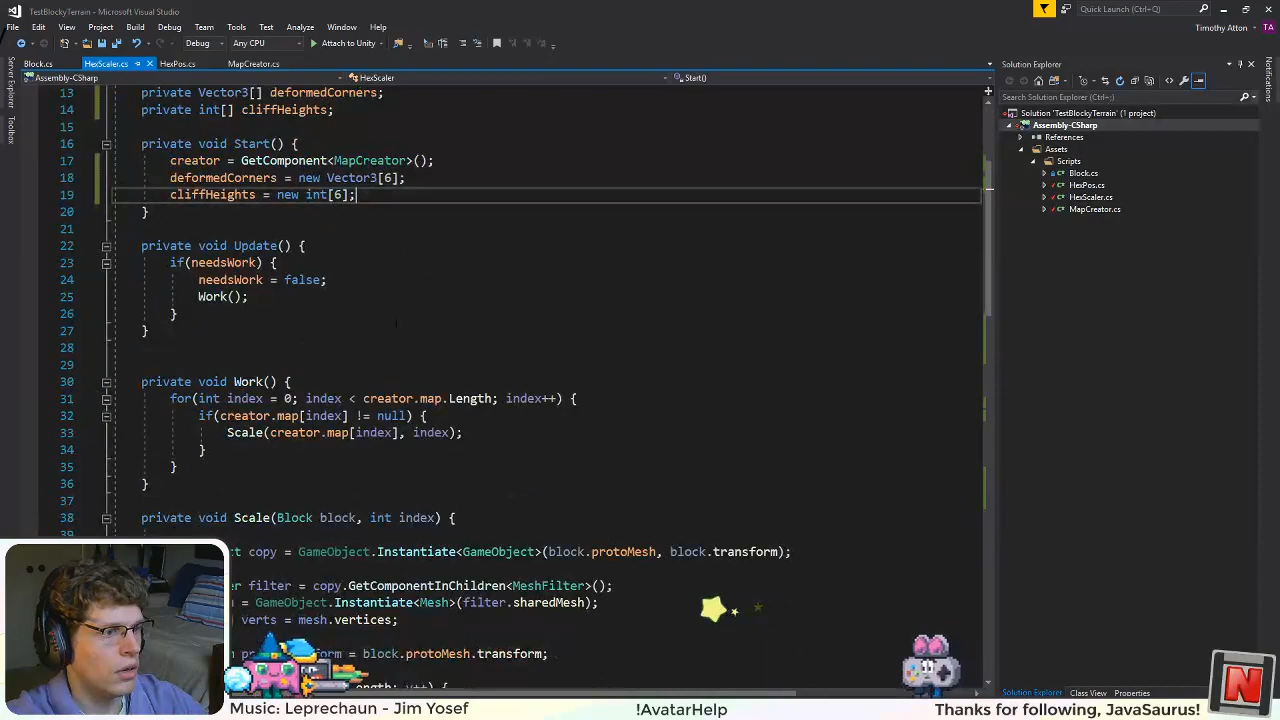 TestBlockyTerrain - Microsoft Visual Studio
Quick Launch (Ctrl+Q)
File Edit View Project Build Debug Team Tools Test Analyze Window Help
Timothy Atton
TA
Debug Any CPU Attach to Unity
Block.cs HexScaler.cs HexPos.cs MapCreator.cs
Assembly-CSharp HexScaler Start()
Server Explorer
Toolbox
13 private Vector3[] deformedCorners;
14 private int[] cliffHeights;
15
16 private void Start() {
17 creator = GetComponent<MapCreator>();
18 deformedCorners = new Vector3[6];
19 cliffHeights = new int[6];
20 }
21
22 private void Update() {
23 if(needsWork) {
24 needsWork = false;
25 Work();
26 }
27 }
28
29
30 private void Work() {
31 for(int index = 0; index < creator.map.Length; index++) {
32 if(creator.map[index] != null) {
33 Scale(creator.map[index], index);
34 }
35 }
36 }
37
38 private void Scale(Block block, int index) {
39
copy = GameObject.Instantiate<GameObject>(block.protoMesh, block.transform);
filter = copy.GetComponentInChildren<MeshFilter>();
= GameObject.Instantiate<Mesh>(filter.sharedMesh);
verts = mesh.vertices;
= block.protoMesh.transform;
Solution Explorer
Search Solution Explorer (Ctrl+;)
Solution 'TestBlockyTerrain' (1 project)
Assembly-CSharp
References
Assets
Scripts
Block.cs
HexPos.cs
HexScaler.cs
MapCreator.cs
Notifications
Solution Explorer Class View Properties
N
Music: Leprechaun - Jim Yosef
!AvatarHelp
Thanks for following, JavaSaurus!